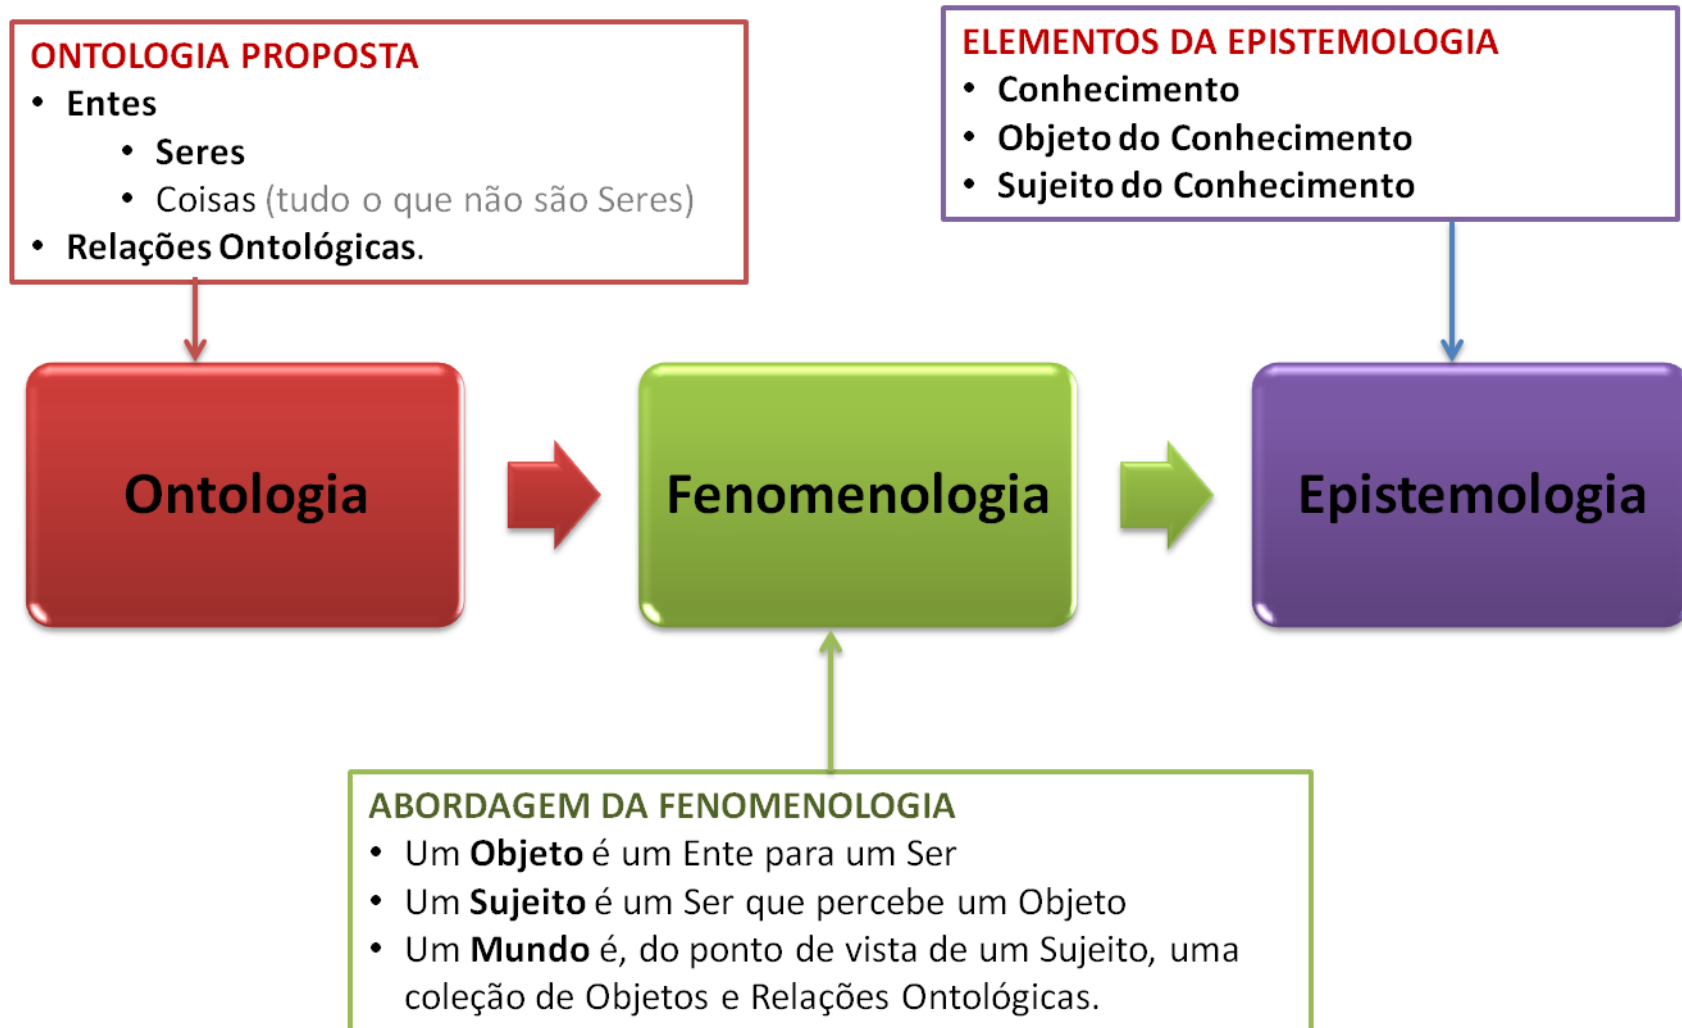 ONTOLOGIA PROPOSTA
• Entes
• Seres
• Coisas (tudo o que não são Seres)
• Relações Ontológicas.
ELEMENTOS DA EPISTEMOLOGIA
• Conhecimento
• Objeto do Conhecimento
• Sujeito do Conhecimento
Ontologia
Fenomenologia
Epistemologia
ABORDAGEM DA FENOMENOLOGIA
• Um Objeto é um Ente para um Ser
• Um Sujeito é um Ser que percebe um Objeto
• Um Mundo é, do ponto de vista de um Sujeito, uma
coleção de Objetos e Relações Ontológicas.